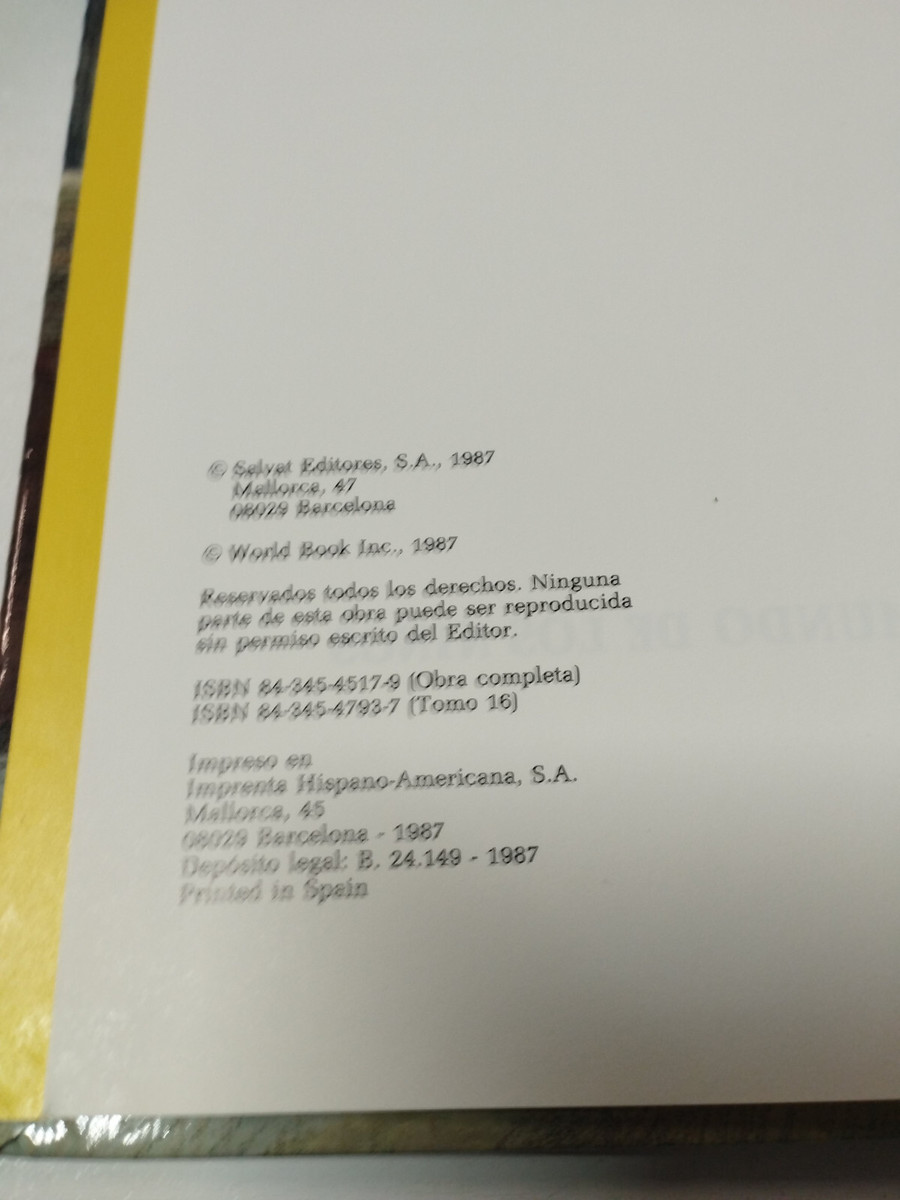 © Salvat Editores, S.A., 1987
Mallorca, 47
08029 Barcelona
© World Book Inc., 1987
Reservados todos los derechos. Ninguna
parte de esta obra puede ser reproducida
sin permiso escrito del Editor.
ISBN 84-345-4517-9 (Obra completa)
ISBN 84-345-4793-7 (Tomo 16)
Impreso en
Imprenta Hispano-Americana, S.A.
Mallorca, 45
08029 Barcelona - 1987
Depósito legal: B. 24.149 - 1987
Printed in Spain